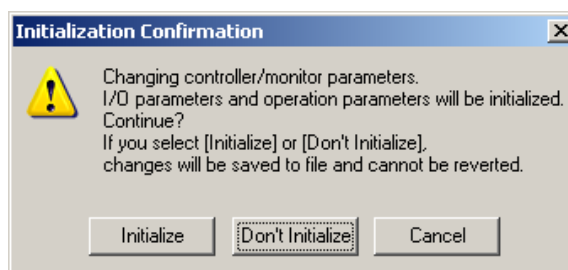 Initialization Confirmation
Changing controller/monitor parameters.
I/O parameters and operation parameters will be initialized.
Continue?
If you select [Initialize] or [Don't Initialize],
changes will be saved to file and cannot be reverted.
Initialize Don't Initialize Cancel